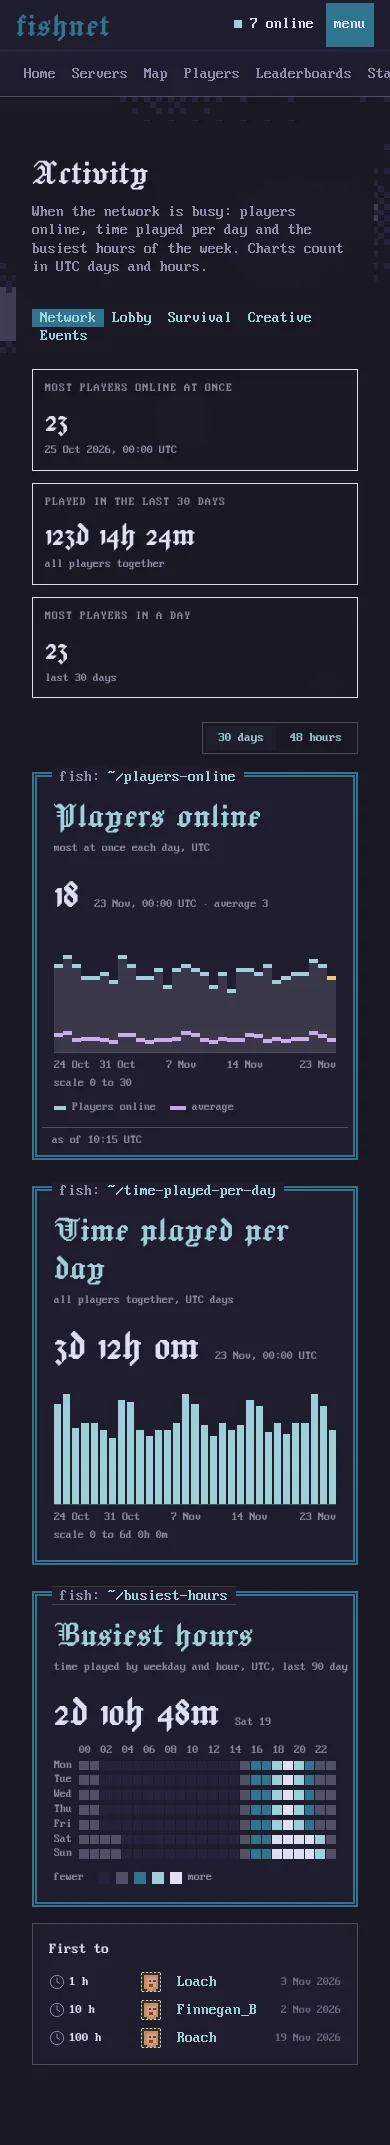 fishnet
7 online
menu
Home Servers Map Players Leaderboards Sta
Activity
When the network is busy: players
online, time played per day and the
busiest hours of the week. Charts count
in UTC days and hours.
Network Lobby Survival Creative
Events
MOST PLAYERS ONLINE AT ONCE
23
25 Oct 2026, 00:00 UTC
PLAYED IN THE LAST 30 DAYS
123d 14h 24m
all players together
MOST PLAYERS IN A DAY
23
last 30 days
30 days 48 hours
fish: ~/players-online
Players online
most at once each day, UTC
18 23 Nov, 00:00 UTC · average 3
24 Oct 31 Oct 7 Nov 14 Nov 23 Nov
scale 0 to 30
Players online average
as of 10:15 UTC
fish: ~/time-played-per-day
Time played per
day
all players together, UTC days
3d 12h 0m 23 Nov, 00:00 UTC
24 Oct 31 Oct 7 Nov 14 Nov 23 Nov
scale 0 to 6d 0h 0m
fish: ~/busiest-hours
Busiest hours
time played by weekday and hour, UTC, last 90 day
2d 10h 48m Sat 19
00 02 04 06 08 10 12 14 16 18 20 22
Mon
Tue
Wed
Thu
Fri
Sat
Sun
fewer more
First to
1 h Loach 3 Nov 2026
10 h Finnegan_B 2 Nov 2026
100 h Roach 19 Nov 2026